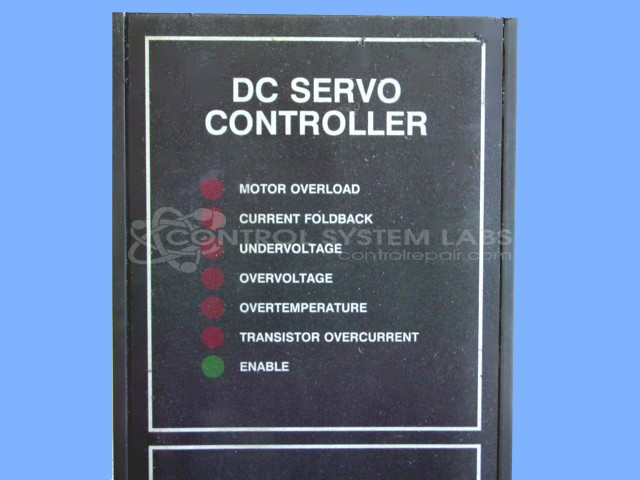 DC SERVO
CONTROLLER
MOTOR OVERLOAD
CURRENT FOLDBACK
CONTROL SYSTEM LABS
UNDERVOLTAGE
controlrepair.com
OVERVOLTAGE
OVERTEMPERATURE
TRANSISTOR OVERCURRENT
ENABLE